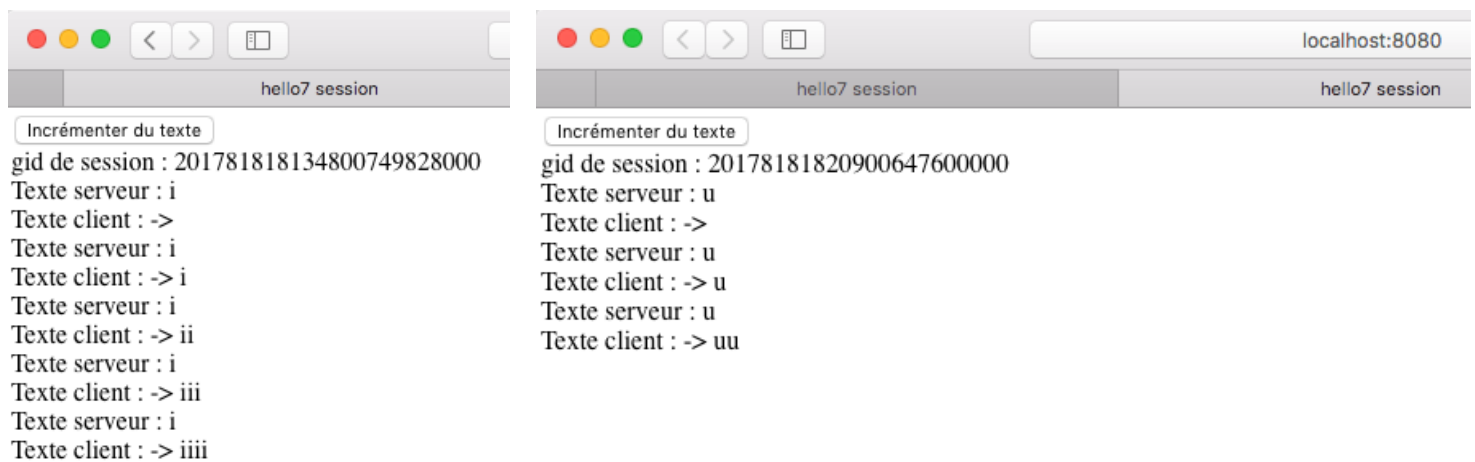 hello7 session
Incrémenter du texte
gid de session : 201781818134800749828000
Texte serveur : i
Texte client : ->
Texte serveur : i
Texte client : -> i
Texte serveur : i
Texte client : -> ii
Texte serveur : i
Texte client : -> iii
Texte serveur : i
Texte client : -> iiii
localhost:8080
hello7 session
hello7 session
Incrémenter du texte
gid de session : 20178181820900647600000
Texte serveur : u
Texte client : ->
Texte serveur : u
Texte client : -> u
Texte serveur : u
Texte client : -> uu